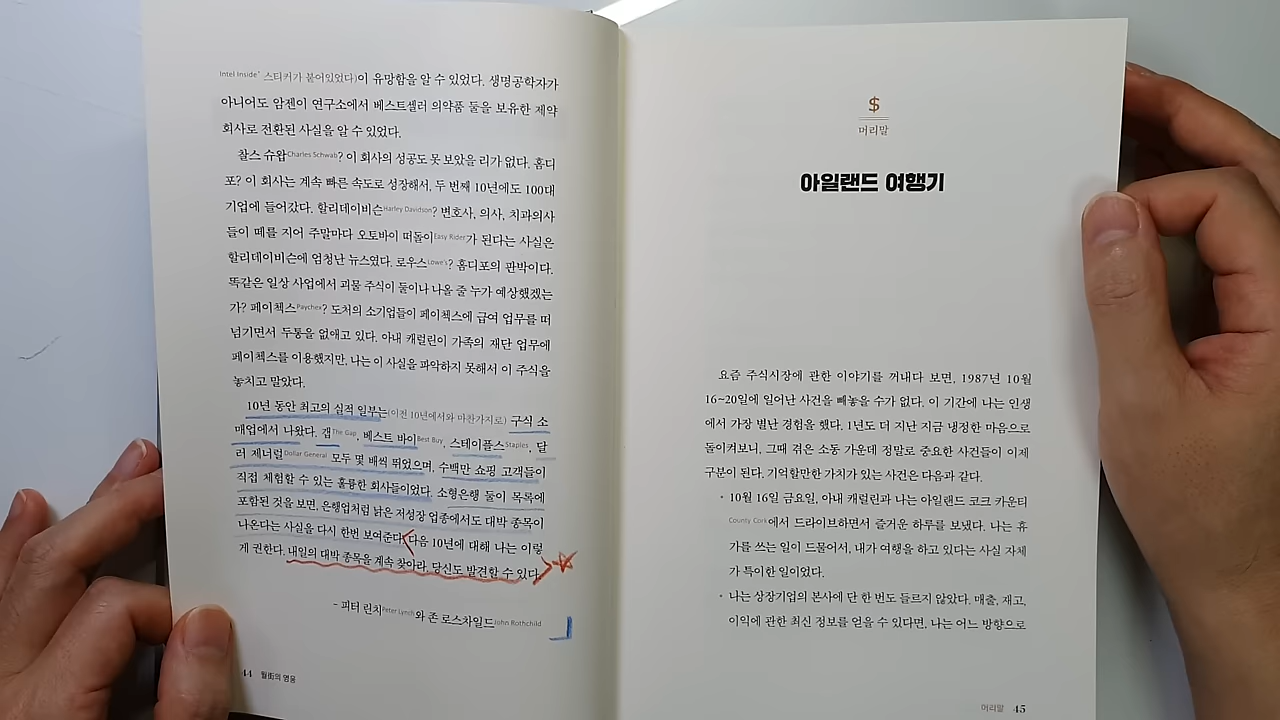 Intel Inside® 스티커가 붙어있었다)이 유망함을 알 수 있었다. 생명공학자가
아니어도 암젠이 연구소에서 베스트셀러 의약품 둘을 보유한 제약
회사로 전환된 사실을 알 수 있었다.
찰스 슈왑Charles Schwab? 이 회사의 성공도 못 보았을 리가 없다. 홈디
포? 이 회사는 계속 빠른 속도로 성장해서, 두 번째 10년에도 100대
기업에 들어갔다. 할리데이비슨Harley Davidson? 변호사, 의사, 치과의사
들이 떼를 지어 주말마다 오토바이 떠돌이Easy Rider가 된다는 사실은
할리데이비슨에 엄청난 뉴스였다. 로우스Lowe's? 홈디포의 판박이다.
똑같은 일상 사업에서 괴물 주식이 둘이나 나올 줄 누가 예상했겠는
가? 페이첵스Paychex? 도처의 소기업들이 페이첵스에 급여 업무를 떠
넘기면서 두통을 없애고 있다. 아내 캐럴린이 가족의 재단 업무에
페이첵스를 이용했지만, 나는 이 사실을 파악하지 못해서 이 주식을
놓치고 말았다.
10년 동안 최고의 실적 일부는(이전 10년에서와 마찬가지로) 구식 소
매업에서 나왔다. 갭The Gap, 베스트 바이Best Buy, 스테이플스Staples, 달
러 제너럴Dollar General 모두 몇 배씩 뛰었으며, 수백만 쇼핑 고객들이
직접 체험할 수 있는 훌륭한 회사들이었다. 소형은행 둘이 목록에
포함된 것을 보면, 은행업처럼 낡은 저성장 업종에서도 대박 종목이
나온다는 사실을 다시 한번 보여준다. 다음 10년에 대해 나는 이렇
게 권한다. 내일의 대박 종목을 계속 찾아라. 당신도 발견할 수 있다.
- 피터 린치Peter Lynch와 존 로스차일드John Rothchild
44 월街의 영웅
$
머리말
아일랜드 여행기
요즘 주식시장에 관한 이야기를 꺼내다 보면, 1987년 10월
16~20일에 일어난 사건을 빼놓을 수가 없다. 이 기간에 나는 인생
에서 가장 별난 경험을 했다. 1년도 더 지난 지금 냉정한 마음으로
돌이켜보니, 그때 겪은 소동 가운데 정말로 중요한 사건들이 이제
구분이 된다. 기억할만한 가치가 있는 사건은 다음과 같다.
• 10월 16일 금요일, 아내 캐럴린과 나는 아일랜드 코크 카운티
County Cork에서 드라이브하면서 즐거운 하루를 보냈다. 나는 휴
가를 쓰는 일이 드물어서, 내가 여행을 하고 있다는 사실 자체
가 특이한 일이었다.
• 나는 상장기업의 본사에 단 한 번도 들르지 않았다. 매출, 재고,
이익에 관한 최신 정보를 얻을 수 있다면, 나는 어느 방향으로
머리말 45